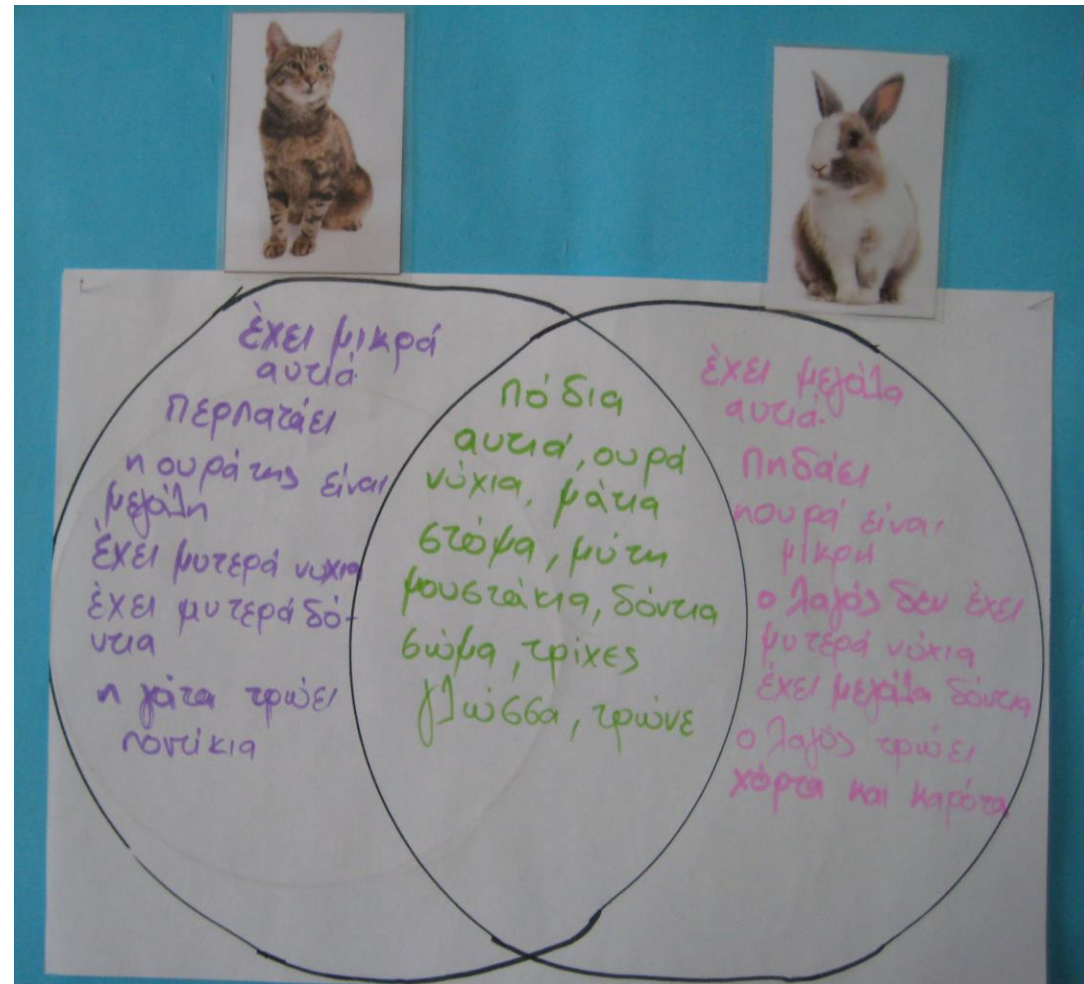 έχει μικρά
αυτιά.
Περπατάει
η ουρά της είναι
μεγάλη
έχει μυτερά νύχια
έχει μυτερά δό-
ντια
η γάτα τρώει
ποντίκια
πόδια
αυτιά, ουρά
νύχια, μάτια
στόμα, μύτη
μουστάκια, δόντια
σώμα, τρίχες
γλώσσα, τρώνε
έχει μεγάλα
αυτιά.
Πηδάει
η ουρά είναι
μικρή
ο λαγός δεν έχει
μυτερά νύχια
έχει μεγάλα δόντια
ο λαγός τρώει
χόρτα και καρότα